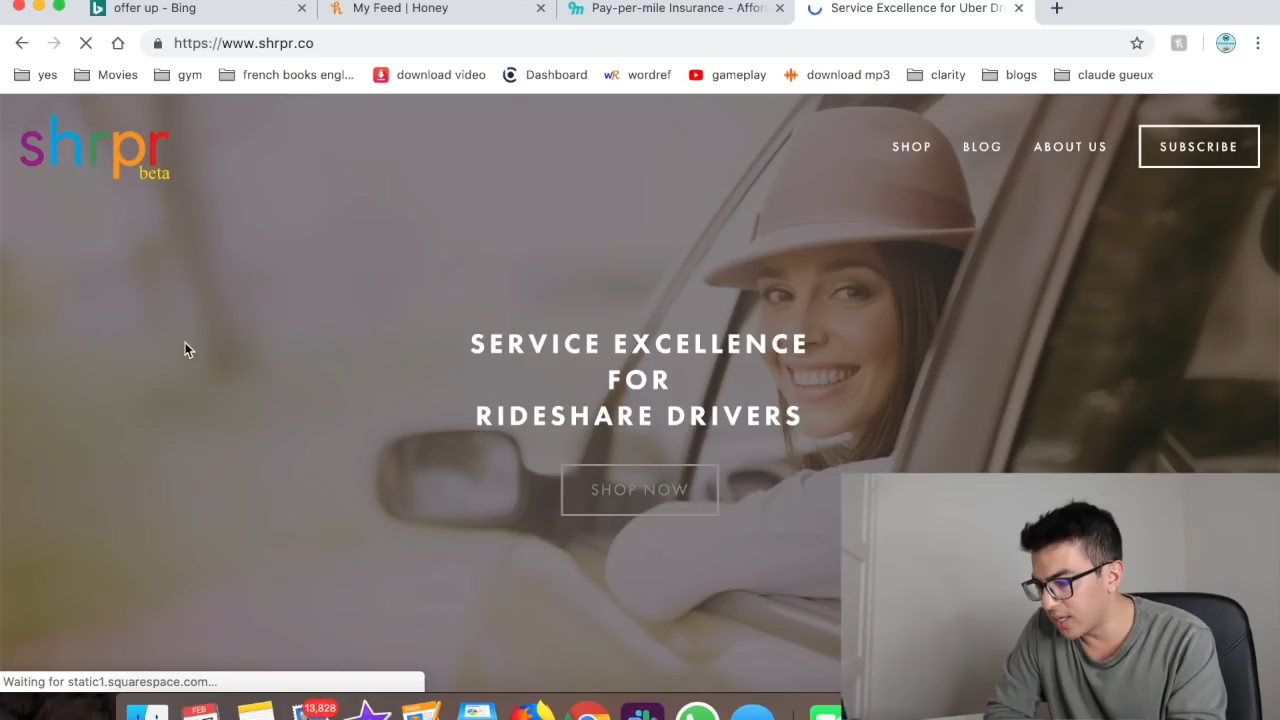 offer up - Bing
My Feed | Honey
Pay-per-mile Insurance - Affor
Service Excellence for Uber Dr
https://www.shrpr.co
yes
Movies
gym
french books engl...
download video
Dashboard
wordref
gameplay
download mp3
clarity
blogs
claude gueux
shrpr
beta
SHOP
BLOG
ABOUT US
SUBSCRIBE
SERVICE EXCELLENCE
FOR
RIDESHARE DRIVERS
SHOP NOW
Waiting for static1.squarespace.com...
FEB
13,828